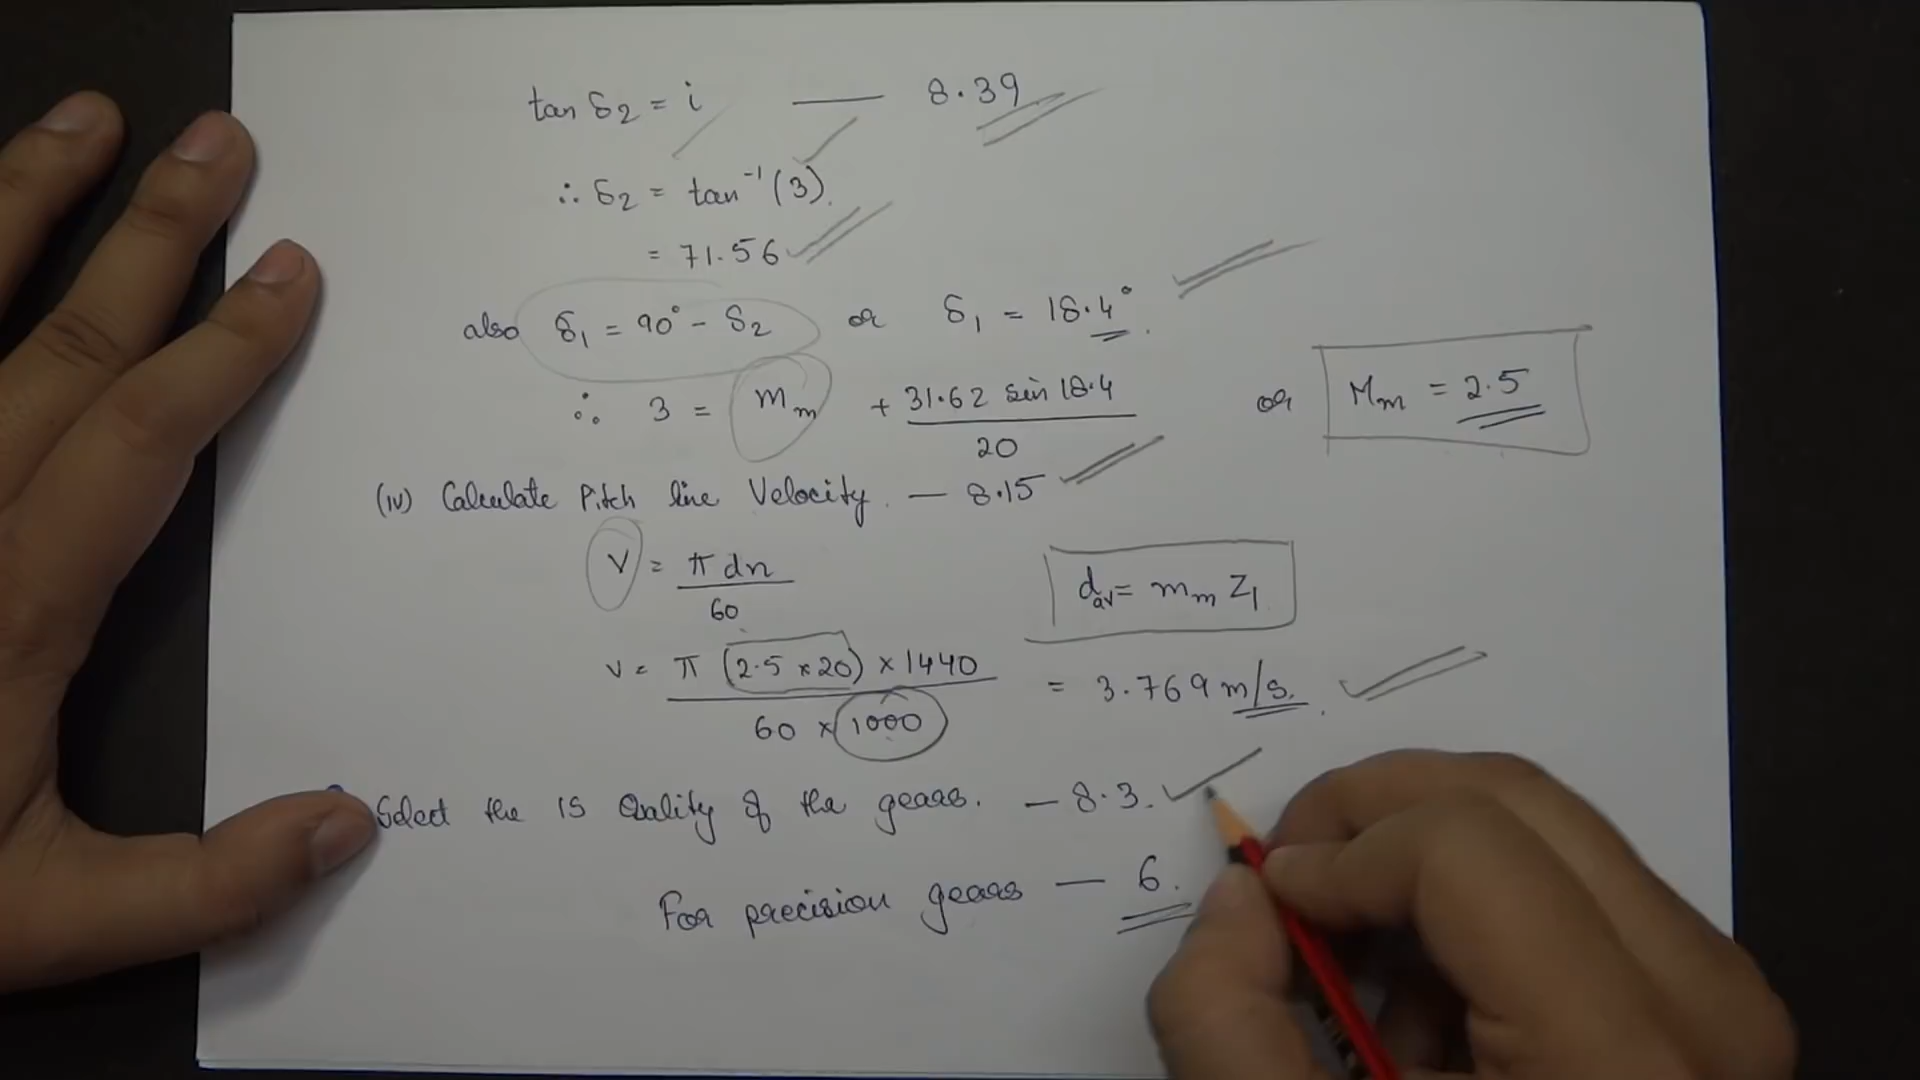 tan δ2 = i — 8.39
∴ δ2 = tan⁻¹(3).
= 71.56
also δ1 = 90° - δ2 or δ1 = 18.4°.
∴ 3 = mm + 31.62 sin 18.4 / 20 or Mm = 2.5
(iv) Calculate Pitch line Velocity. — 8.15
V = π dn / 60
dav = mm Z1
v = π (2.5 × 20) × 1440 / 60 × 1000 = 3.769 m/s.
Select the IS Quality of the gears. — 8.3.
For precision gears — 6.